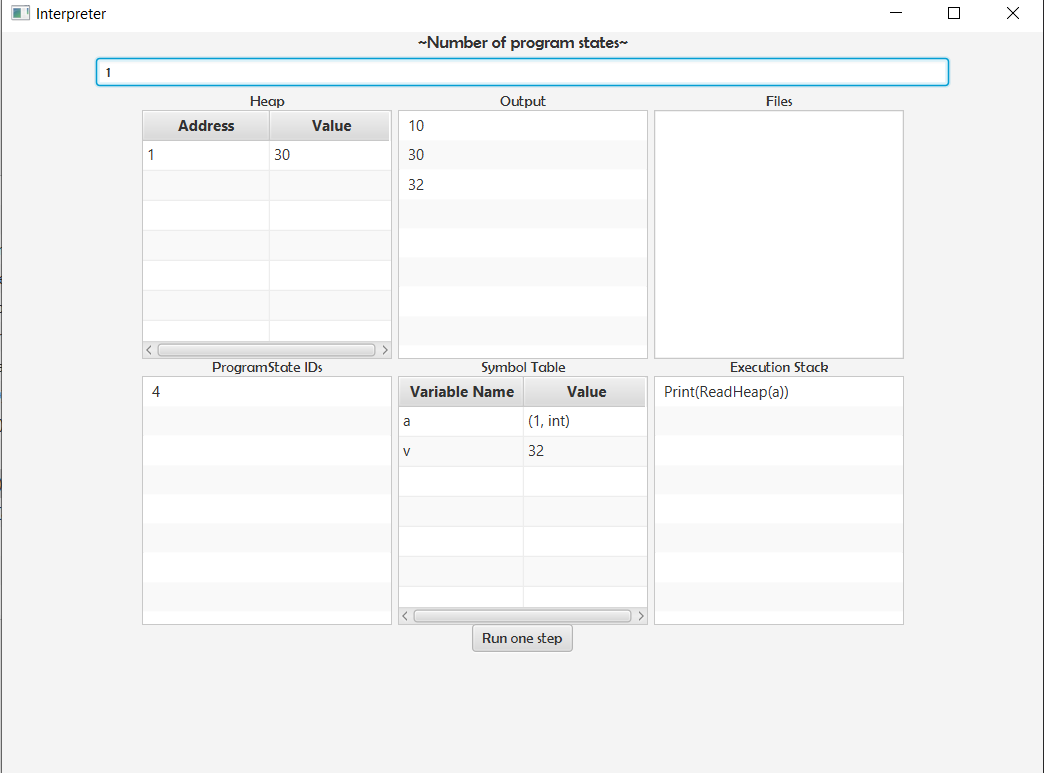 Interpreter
~Number of program states~
1
Heap
Output
Files
Address Value
1 30
10
30
32
ProgramState IDs
Symbol Table
Execution Stack
4
Variable Name Value
a (1, int)
v 32
Print(ReadHeap(a))
Run one step